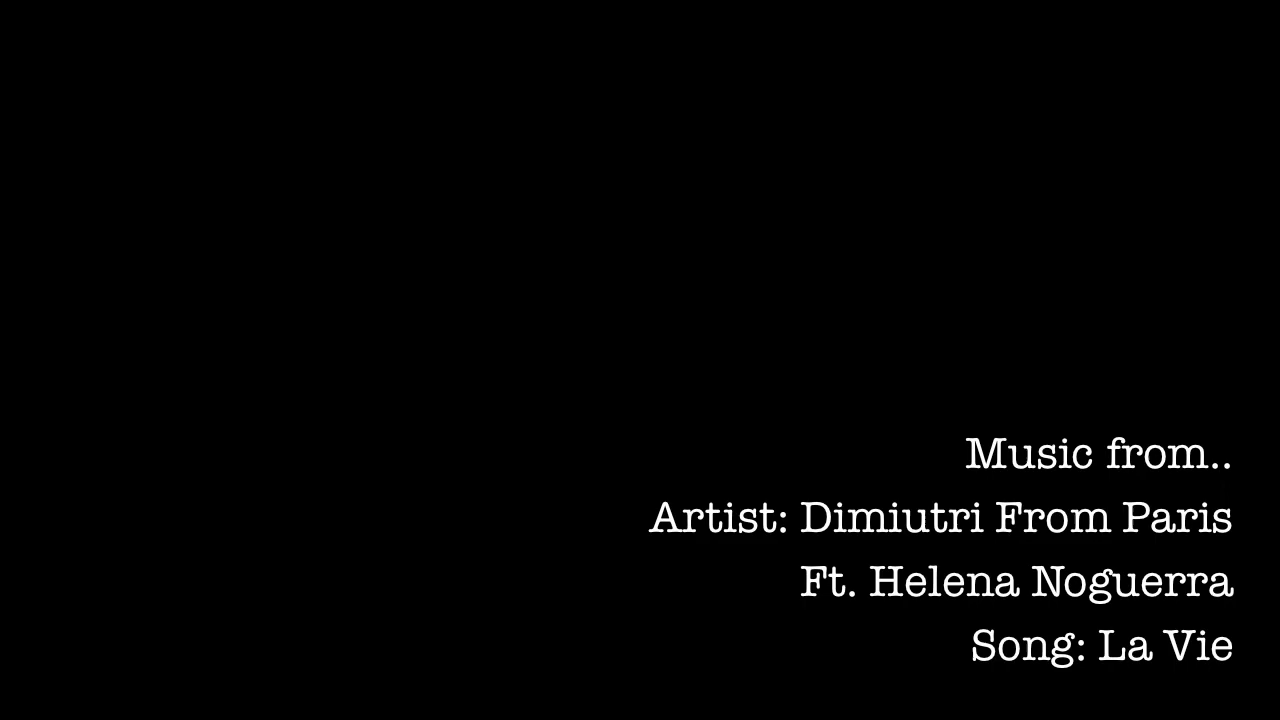 Music from..
Artist: Dimiutri From Paris
Ft. Helena Noguerra
Song: La Vie